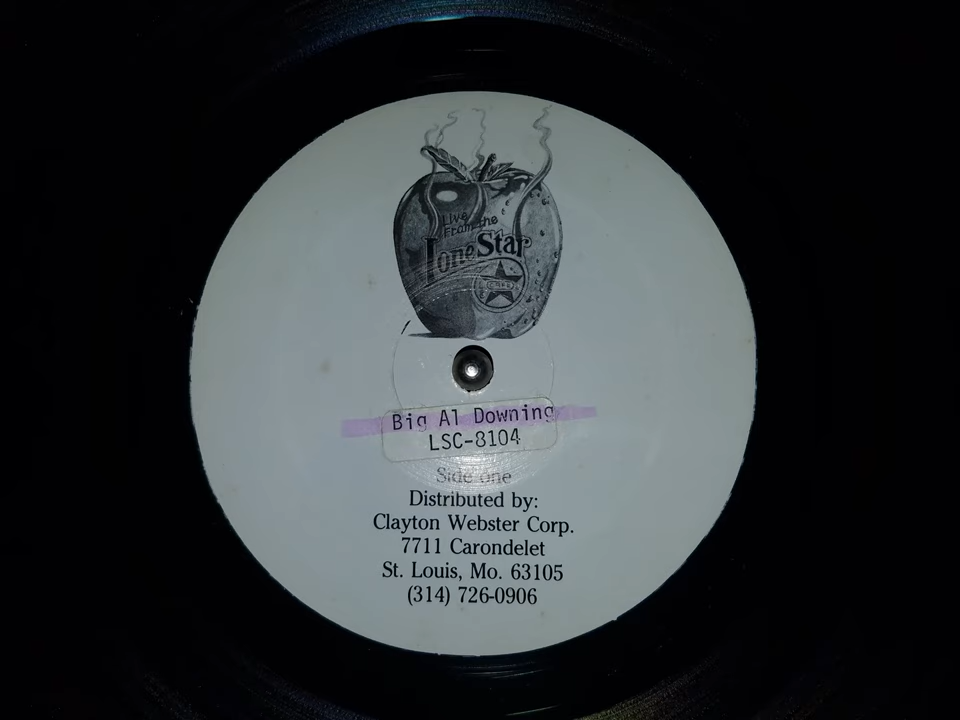 Live
From the
Lone Star
CAFE
Big Al Downing
LSC-8104
Side one
Distributed by:
Clayton Webster Corp.
7711 Carondelet
St. Louis, Mo. 63105
(314) 726-0906